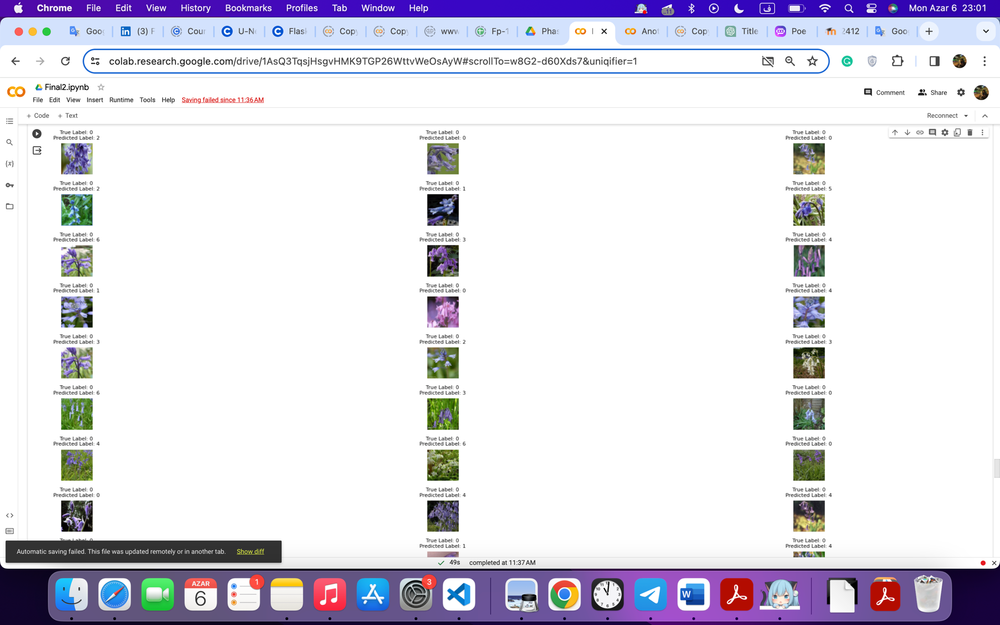 Chrome File Edit View History Bookmarks Profiles Tab Window Help ف Mon Azar 6 23:01
Goog (3) F Cour U-Ne Flas Copy Copy www Fp-1 Phas Anot Copy Title Poe 2412 Goo
colab.research.google.com/drive/1AsQ3TqsjHsgvHMK9TGP26WttvWeOsAyW#scrollTo=w8G2-d60Xds7&uniqifier=1
Final2.ipynb
Comment Share
File Edit View Insert Runtime Tools Help Saving failed since 11:36 AM
+ Code + Text Reconnect
True Label: 0 True Label: 0 True Label: 0
Predicted Label: 2 Predicted Label: 0 Predicted Label: 0
True Label: 0 True Label: 0 True Label: 0
Predicted Label: 2 Predicted Label: 1 Predicted Label: 5
True Label: 0 True Label: 0 True Label: 0
Predicted Label: 6 Predicted Label: 3 Predicted Label: 4
True Label: 0 True Label: 0 True Label: 0
Predicted Label: 1 Predicted Label: 0 Predicted Label: 4
True Label: 0 True Label: 0 True Label: 0
Predicted Label: 3 Predicted Label: 2 Predicted Label: 3
True Label: 0 True Label: 0 True Label: 0
Predicted Label: 6 Predicted Label: 3 Predicted Label: 0
True Label: 0 True Label: 0 True Label: 0
Predicted Label: 4 Predicted Label: 6 Predicted Label: 0
True Label: 0 True Label: 0 True Label: 0
Predicted Label: 0 Predicted Label: 4 Predicted Label: 4
True Label: 0 True Label: 0 True Label: 0
Predicted Label: 1 Predicted Label: 4
Automatic saving failed. This file was updated remotely or in another tab. Show diff
49s completed at 11:37 AM
AZAR
6
1
3